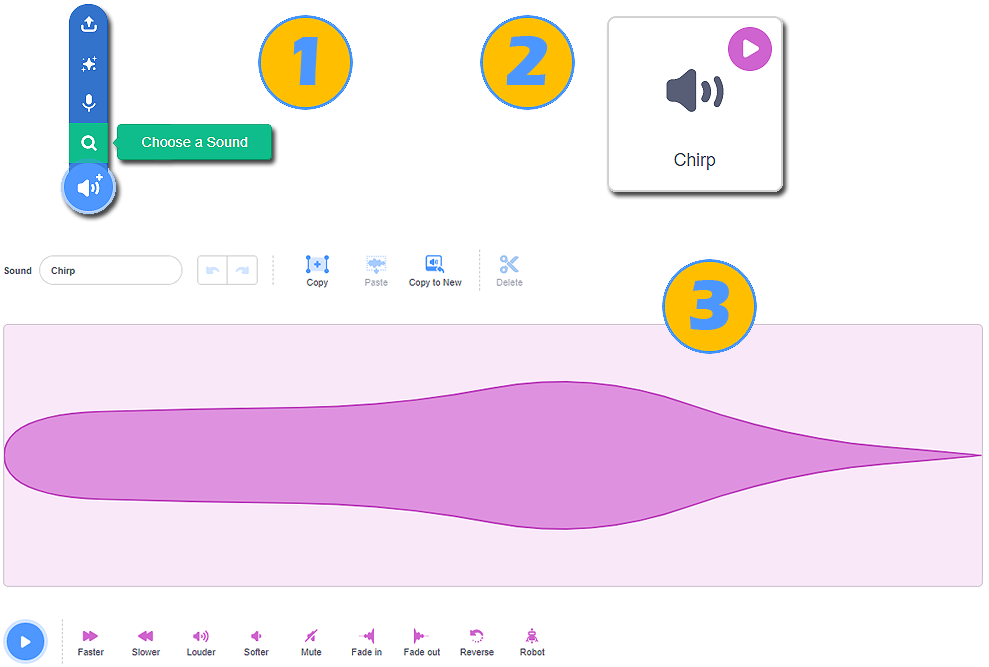 1
2
Choose a Sound
Chirp
Sound
Chirp
Copy
Paste
Copy to New
Delete
3
Faster
Slower
Louder
Softer
Mute
Fade in
Fade out
Reverse
Robot